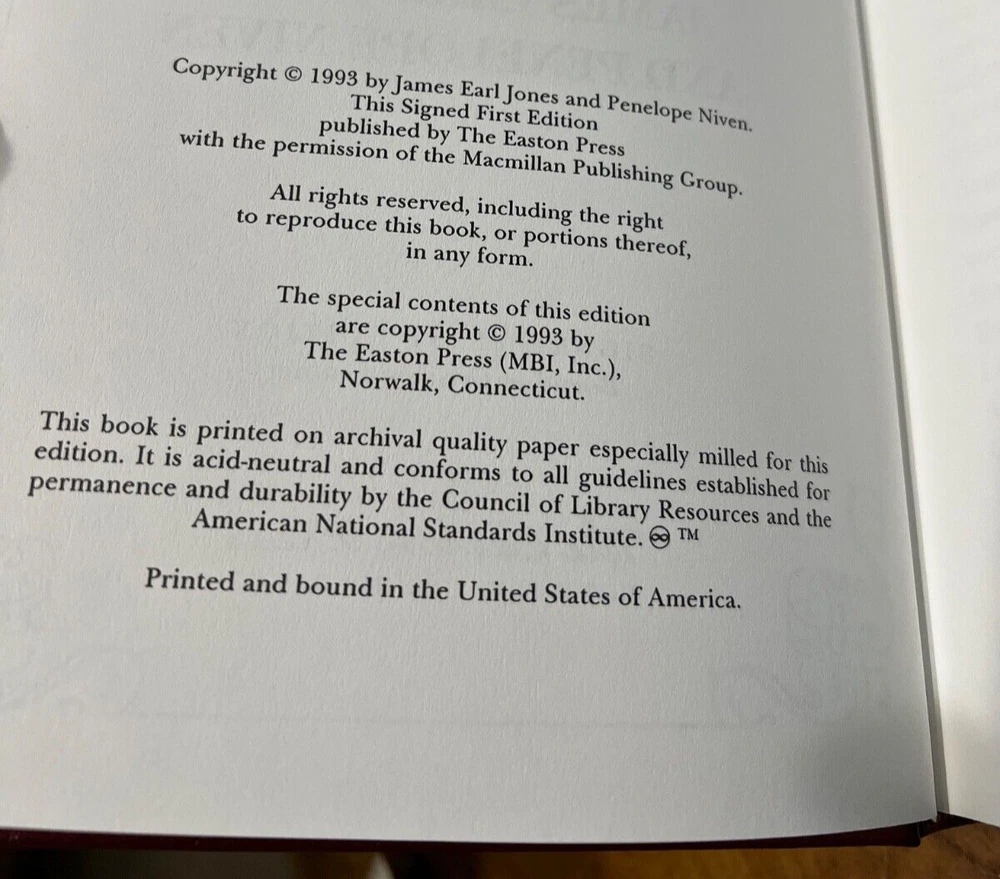 Copyright © 1993 by James Earl Jones and Penelope Niven.
This Signed First Edition
published by The Easton Press
with the permission of the Macmillan Publishing Group.
All rights reserved, including the right
to reproduce this book, or portions thereof,
in any form.
The special contents of this edition
are copyright © 1993 by
The Easton Press (MBI, Inc.),
Norwalk, Connecticut.
This book is printed on archival quality paper especially milled for this
edition. It is acid-neutral and conforms to all guidelines established for
permanence and durability by the Council of Library Resources and the
American National Standards Institute. ♾ ™
Printed and bound in the United States of America.